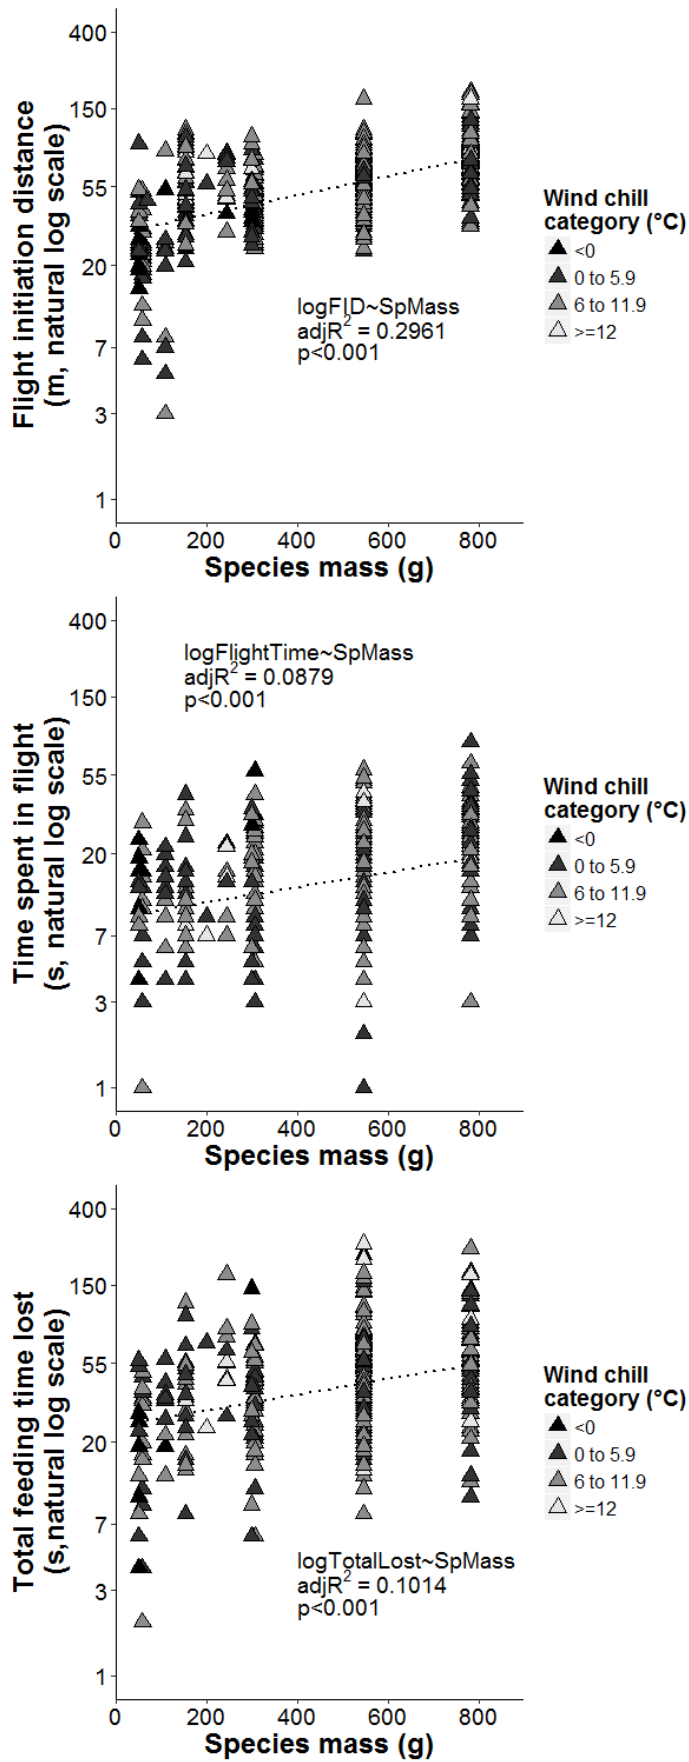 400
150
55
20
7
3
1
Flight initiation distance
(m, natural log scale)
logFID~SpMass
adjR² = 0.2961
p<0.001
0 200 400 600 800
Species mass (g)
Wind chill
category (°C)
<0
0 to 5.9
6 to 11.9
>=12
400
150
55
20
7
3
1
Time spent in flight
(s, natural log scale)
logFlightTime~SpMass
adjR² = 0.0879
p<0.001
0 200 400 600 800
Species mass (g)
Wind chill
category (°C)
<0
0 to 5.9
6 to 11.9
>=12
400
150
55
20
7
3
1
Total feeding time lost
(s,natural log scale)
logTotalLost~SpMass
adjR² = 0.1014
p<0.001
0 200 400 600 800
Species mass (g)
Wind chill
category (°C)
<0
0 to 5.9
6 to 11.9
>=12